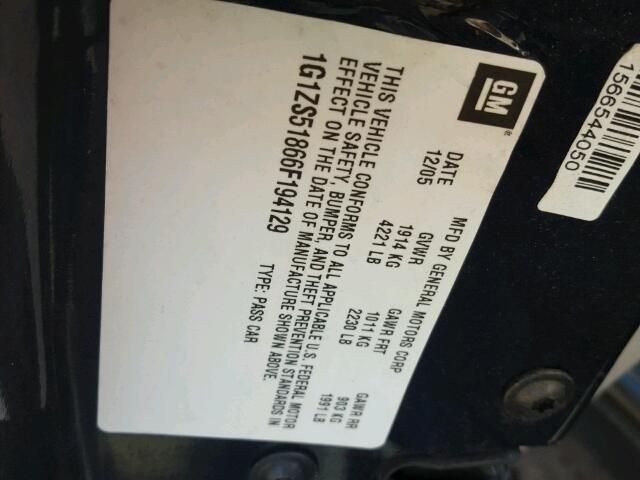 GM
®
MFD BY GENERAL MOTORS CORP
DATE GVWR GAWR FRT GAWR RR
12/05 1914 KG 1011 KG 903 KG
4221 LB 2230 LB 1991 LB
THIS VEHICLE CONFORMS TO ALL APPLICABLE U.S. FEDERAL MOTOR
VEHICLE SAFETY, BUMPER, AND THEFT PREVENTION STANDARDS IN
EFFECT ON THE DATE OF MANUFACTURE SHOWN ABOVE.
1G1ZS51866F194129 TYPE: PASS CAR
1566544050